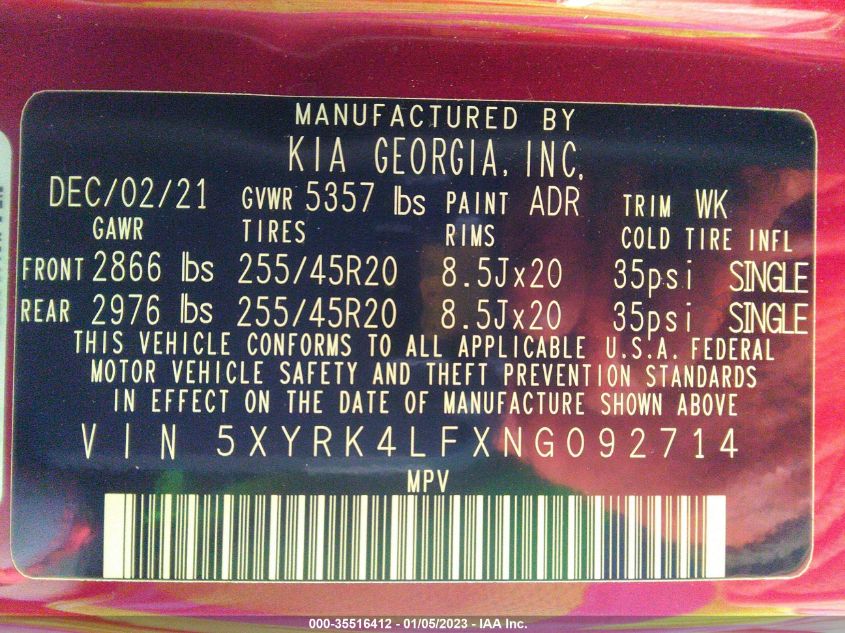 MANUFACTURED BY
KIA GEORGIA, INC.
DEC/02/21 GVWR 5357 lbs PAINT ADR TRIM WK
GAWR TIRES RIMS COLD TIRE INFL
FRONT 2866 lbs 255/45R20 8.5Jx20 35psi SINGLE
REAR 2976 lbs 255/45R20 8.5Jx20 35psi SINGLE
THIS VEHICLE CONFORMS TO ALL APPLICABLE U.S.A. FEDERAL
MOTOR VEHICLE SAFETY AND THEFT PREVENTION STANDARDS
IN EFFECT ON THE DATE OF MANUFACTURE SHOWN ABOVE
VIN 5XYRK4LFXNG092714
MPV
000-35516412 - 01/05/2023 - IAA Inc.